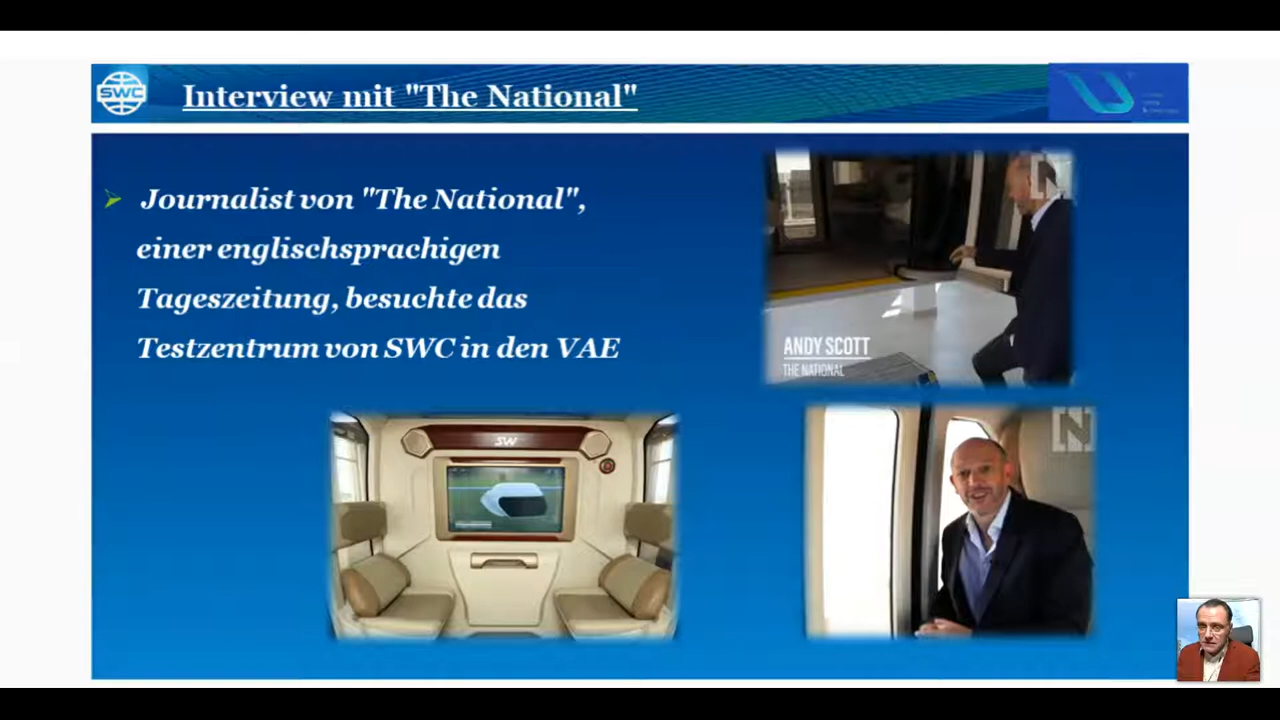 SWC
Interview mit "The National"
Journalist von "The National",
einer englischsprachigen
Tageszeitung, besuchte das
Testzentrum von SWC in den VAE
N
ANDY SCOTT
THE NATIONAL
SW
N